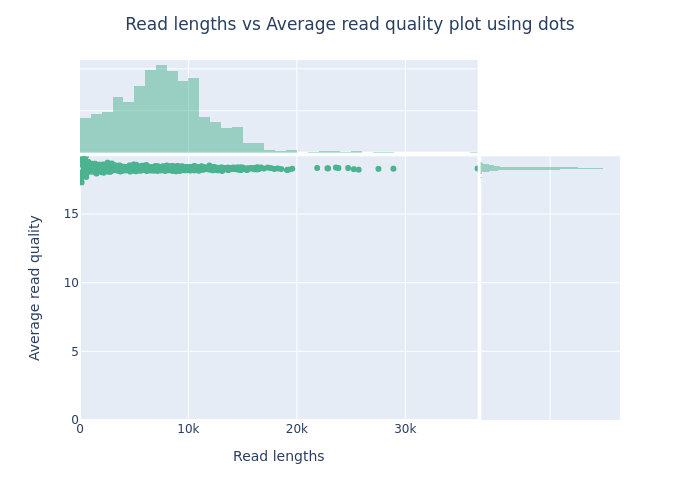 Read lengths vs Average read quality plot using dots
15
10
5
0
0
10k
20k
30k
Average read quality
Read lengths